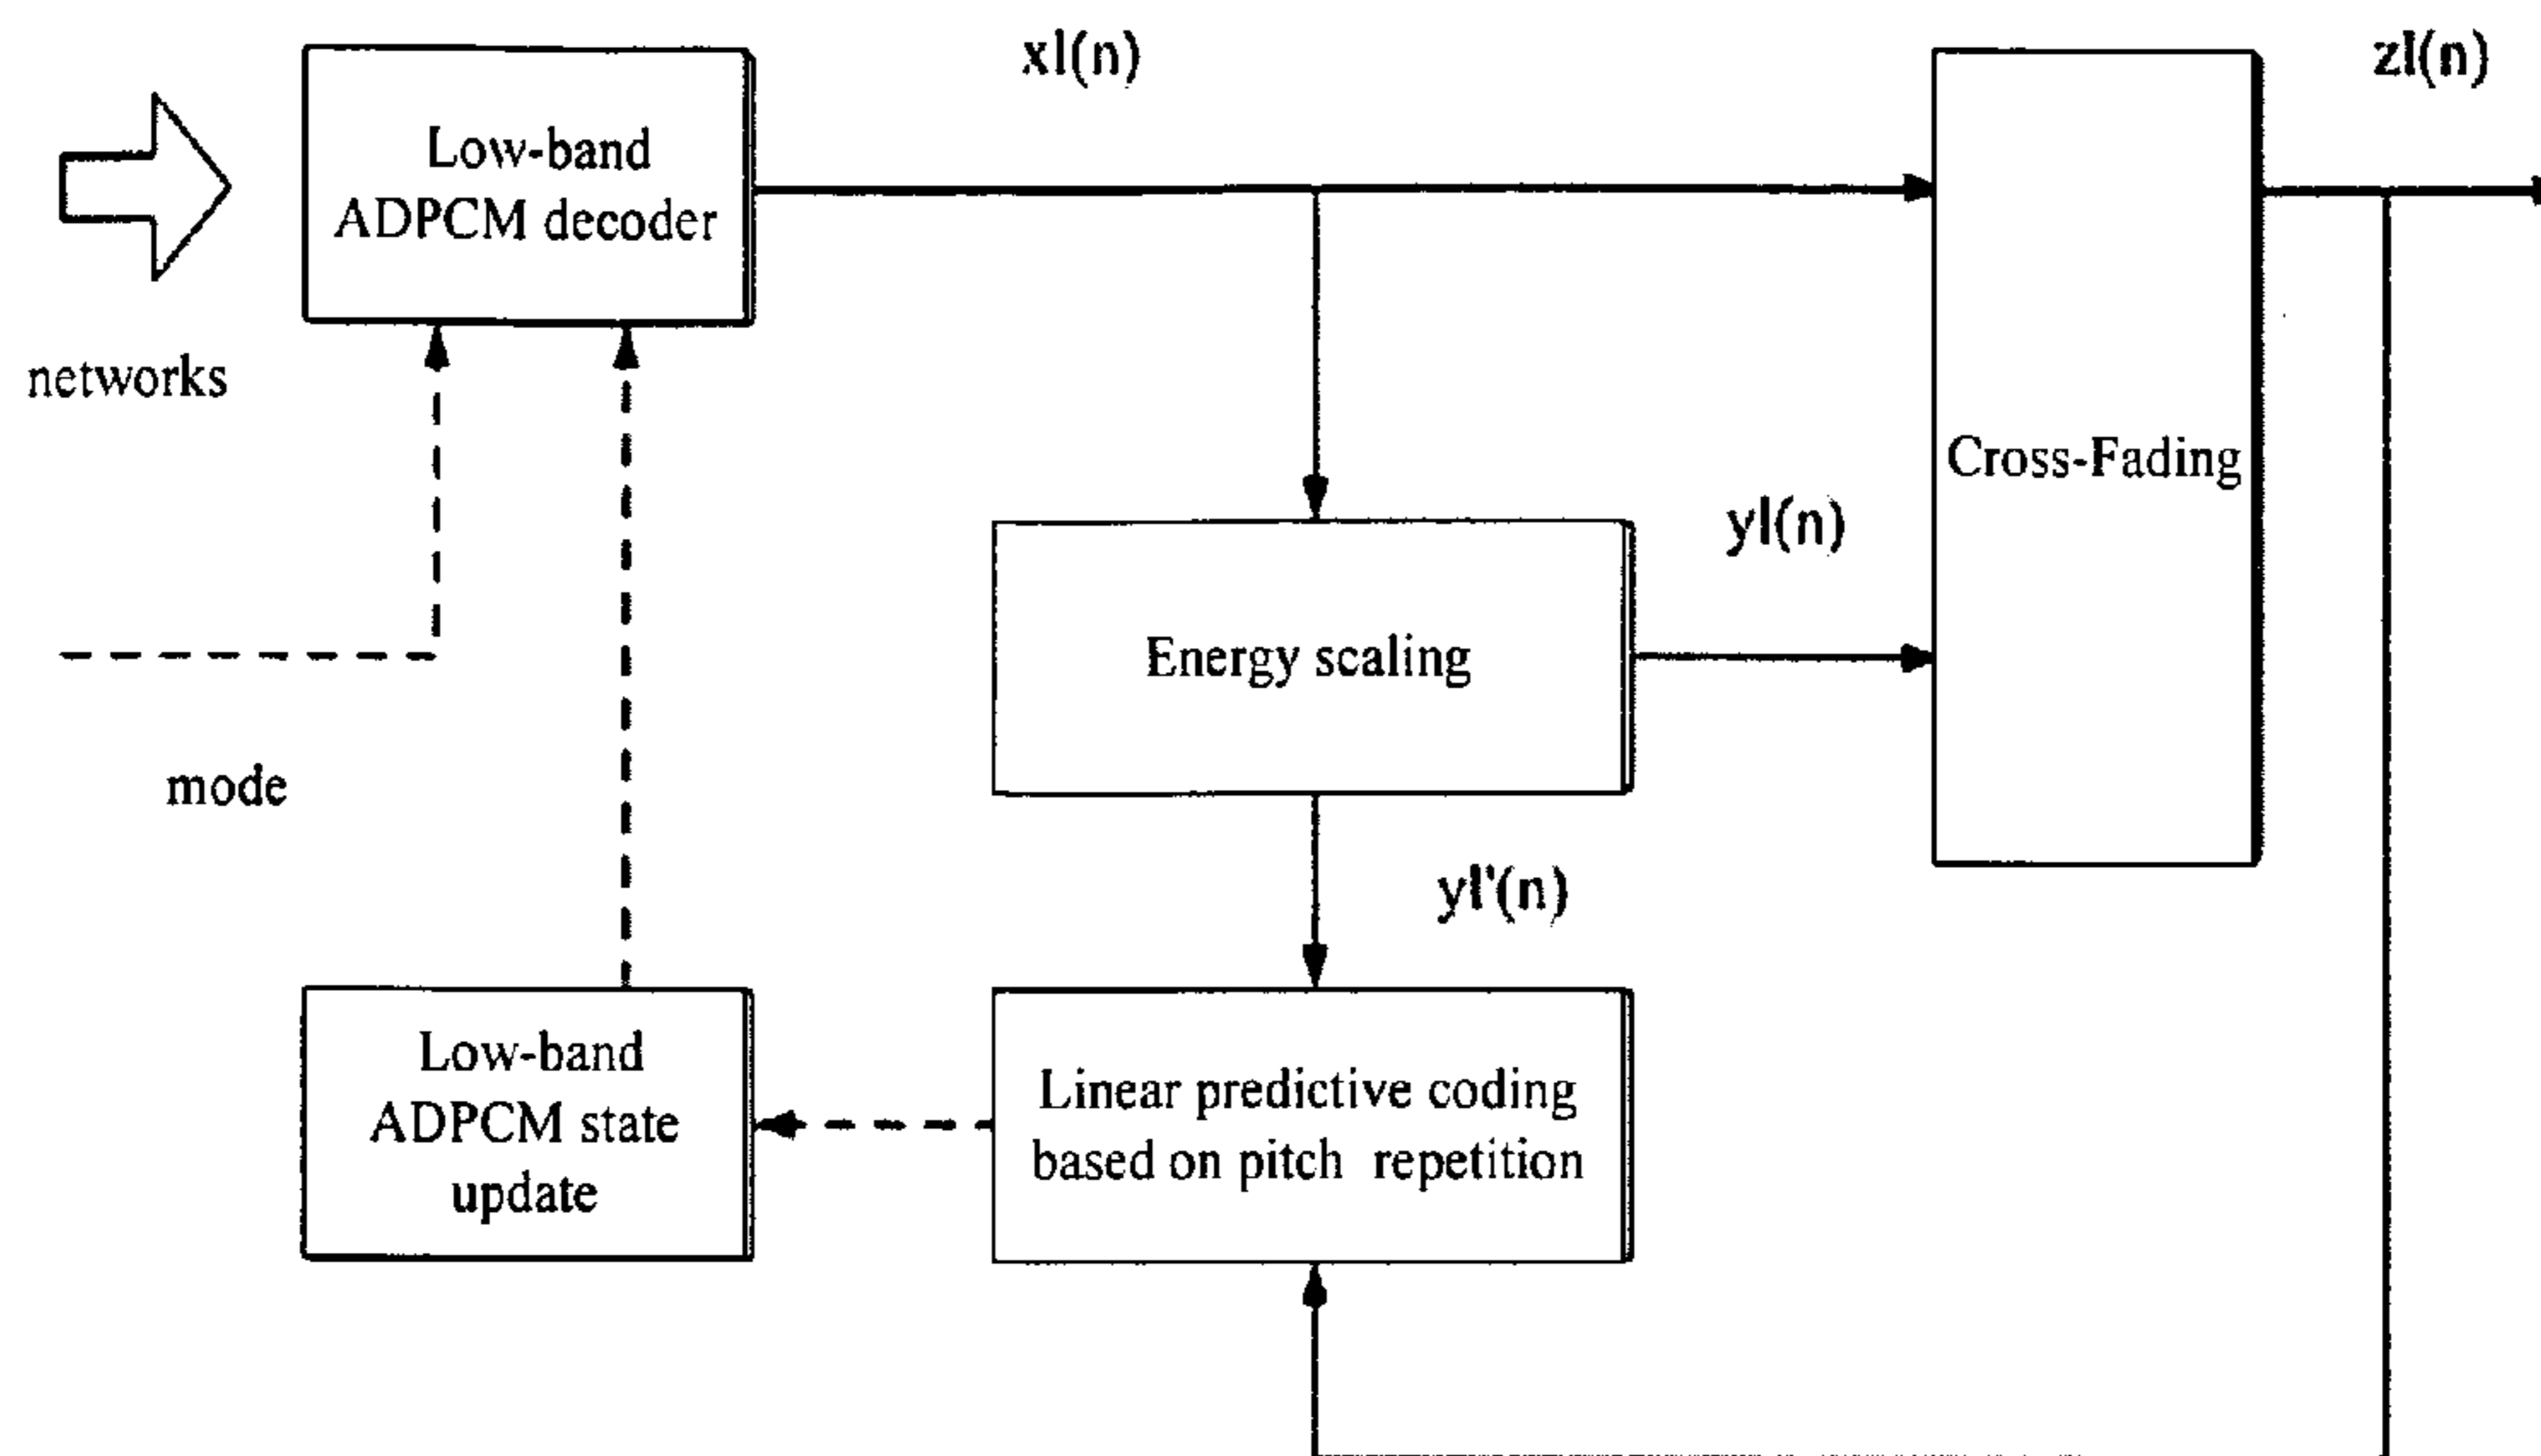 xl(n)
zl(n)
Low-band
ADPCM decoder
networks
Cross-Fading
yl(n)
Energy scaling
mode
yl'(n)
Low-band
ADPCM state
update
Linear predictive coding
based on pitch repetition